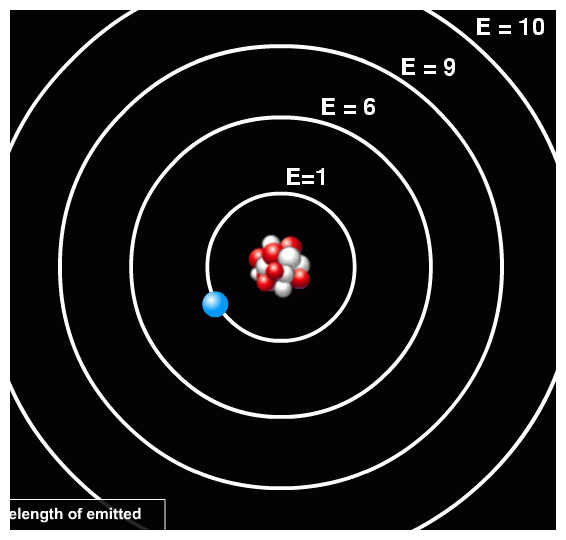 E = 10
E = 9
E = 6
E=1
elength of emitted